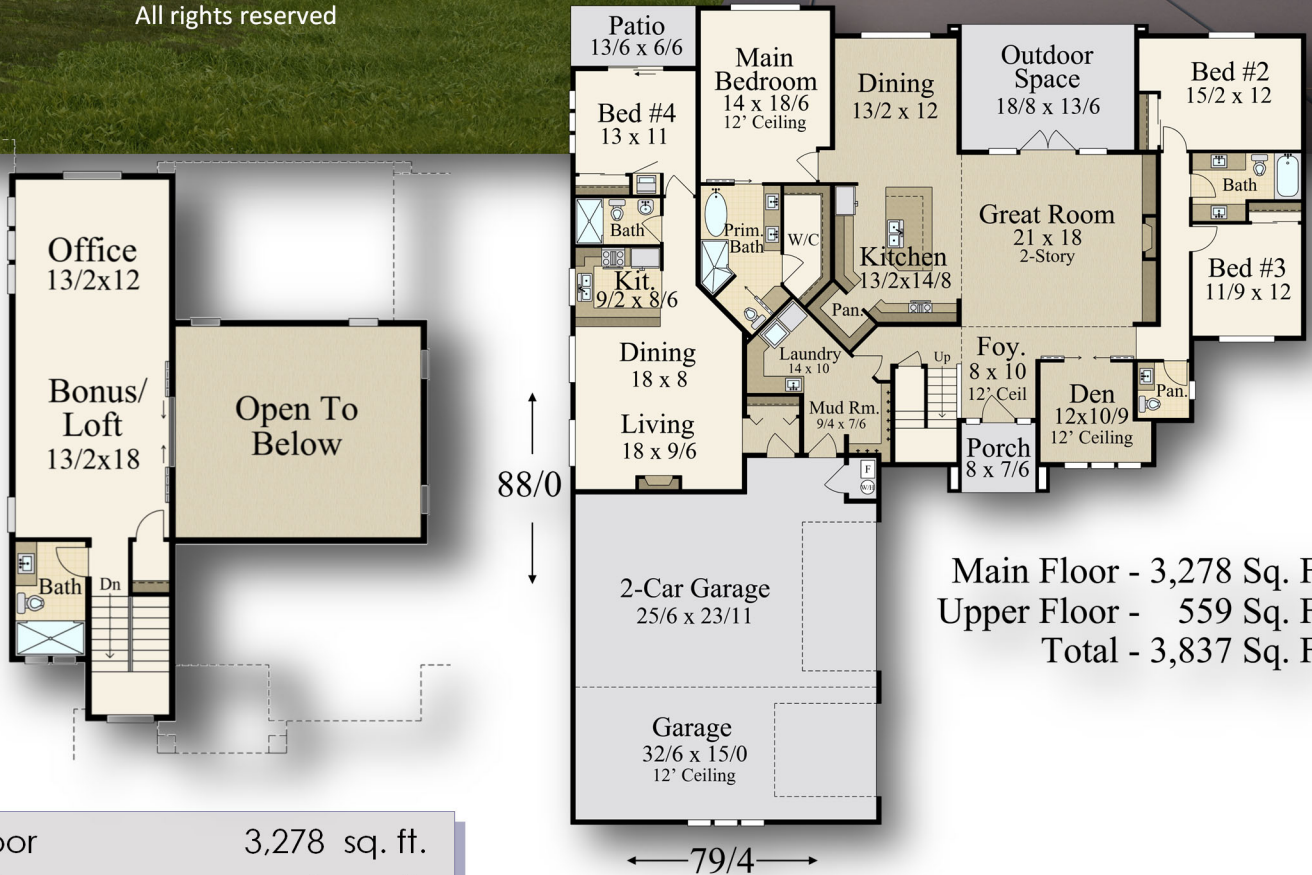 All rights reserved
Office
13/2x12
Bonus/
Loft
13/2x18
Open To
Below
Bath
Dn
Patio
13/6 x 6/6
Main
Bedroom
14 x 18/6
12' Ceiling
Dining
13/2 x 12
Outdoor
Space
18/8 x 13/6
Bed #2
15/2 x 12
Bed #4
13 x 11
Bath
Prim.
Bath
W/C
Kitchen
13/2x14/8
Great Room
21 x 18
2-Story
Bath
Bed #3
11/9 x 12
Kit.
9/2 x 8/6
Pan.
Dining
18 x 8
Laundry
14 x 10
Up
Foy.
8 x 10
12' Ceil
Den
12x10/9
12' Ceiling
Pan.
Living
18 x 9/6
Mud Rm.
9/4 x 7/6
Porch
8 x 7/6
F
W/H
88/0
2-Car Garage
25/6 x 23/11
Garage
32/6 x 15/0
12' Ceiling
79/4
Main Floor - 3,278 Sq.
Upper Floor - 559 Sq.
Total - 3,837 Sq.
3,278 sq. ft.